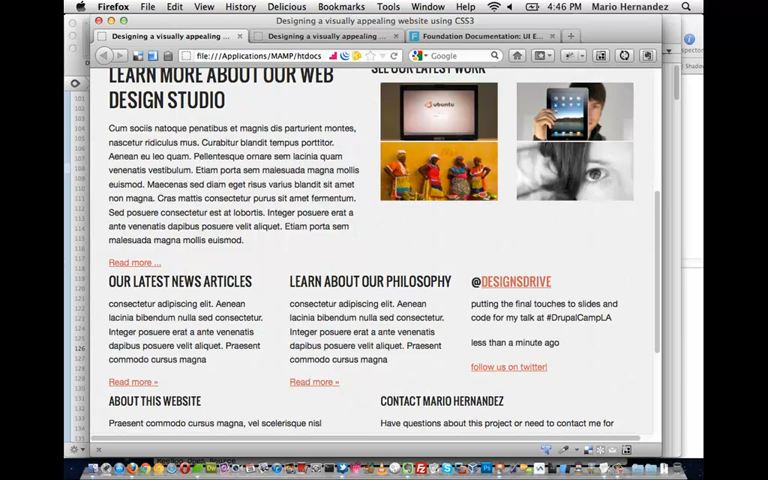 Firefox File Edit View History Delicious Bookmarks Tools Window Help 4:46 PM Mario Hernandez
Designing a visually appealing website using CSS3
Designing a visually appealing ... Designing a visually appealing ... Foundation Documentation: UI E...
file:///Applications/MAMP/htdocs Google
LEARN MORE ABOUT OUR WEB
DESIGN STUDIO
Cum sociis natoque penatibus et magnis dis parturient montes,
nascetur ridiculus mus. Curabitur blandit tempus porttitor.
Aenean eu leo quam. Pellentesque ornare sem lacinia quam
venenatis vestibulum. Etiam porta sem malesuada magna mollis
euismod. Maecenas sed diam eget risus varius blandit sit amet
non magna. Cras mattis consectetur purus sit amet fermentum.
Sed posuere consectetur est at lobortis. Integer posuere erat a
ante venenatis dapibus posuere velit aliquet. Etiam porta sem
malesuada magna mollis euismod.
Read more ...
SEE OUR LATEST WORK
ubuntu
OUR LATEST NEWS ARTICLES
consectetur adipiscing elit. Aenean
lacinia bibendum nulla sed consectetur.
Integer posuere erat a ante venenatis
dapibus posuere velit aliquet. Praesent
commodo cursus magna
Read more »
LEARN ABOUT OUR PHILOSOPHY
consectetur adipiscing elit. Aenean
lacinia bibendum nulla sed consectetur.
Integer posuere erat a ante venenatis
dapibus posuere velit aliquet. Praesent
commodo cursus magna
Read more »
@DESIGNSDRIVE
putting the final touches to slides and
code for my talk at #DrupalCampLA
less than a minute ago
follow us on twitter!
ABOUT THIS WEBSITE
Praesent commodo cursus magna, vel scelerisque nisl
CONTACT MARIO HERNANDEZ
Have questions about this project or need to contact me for